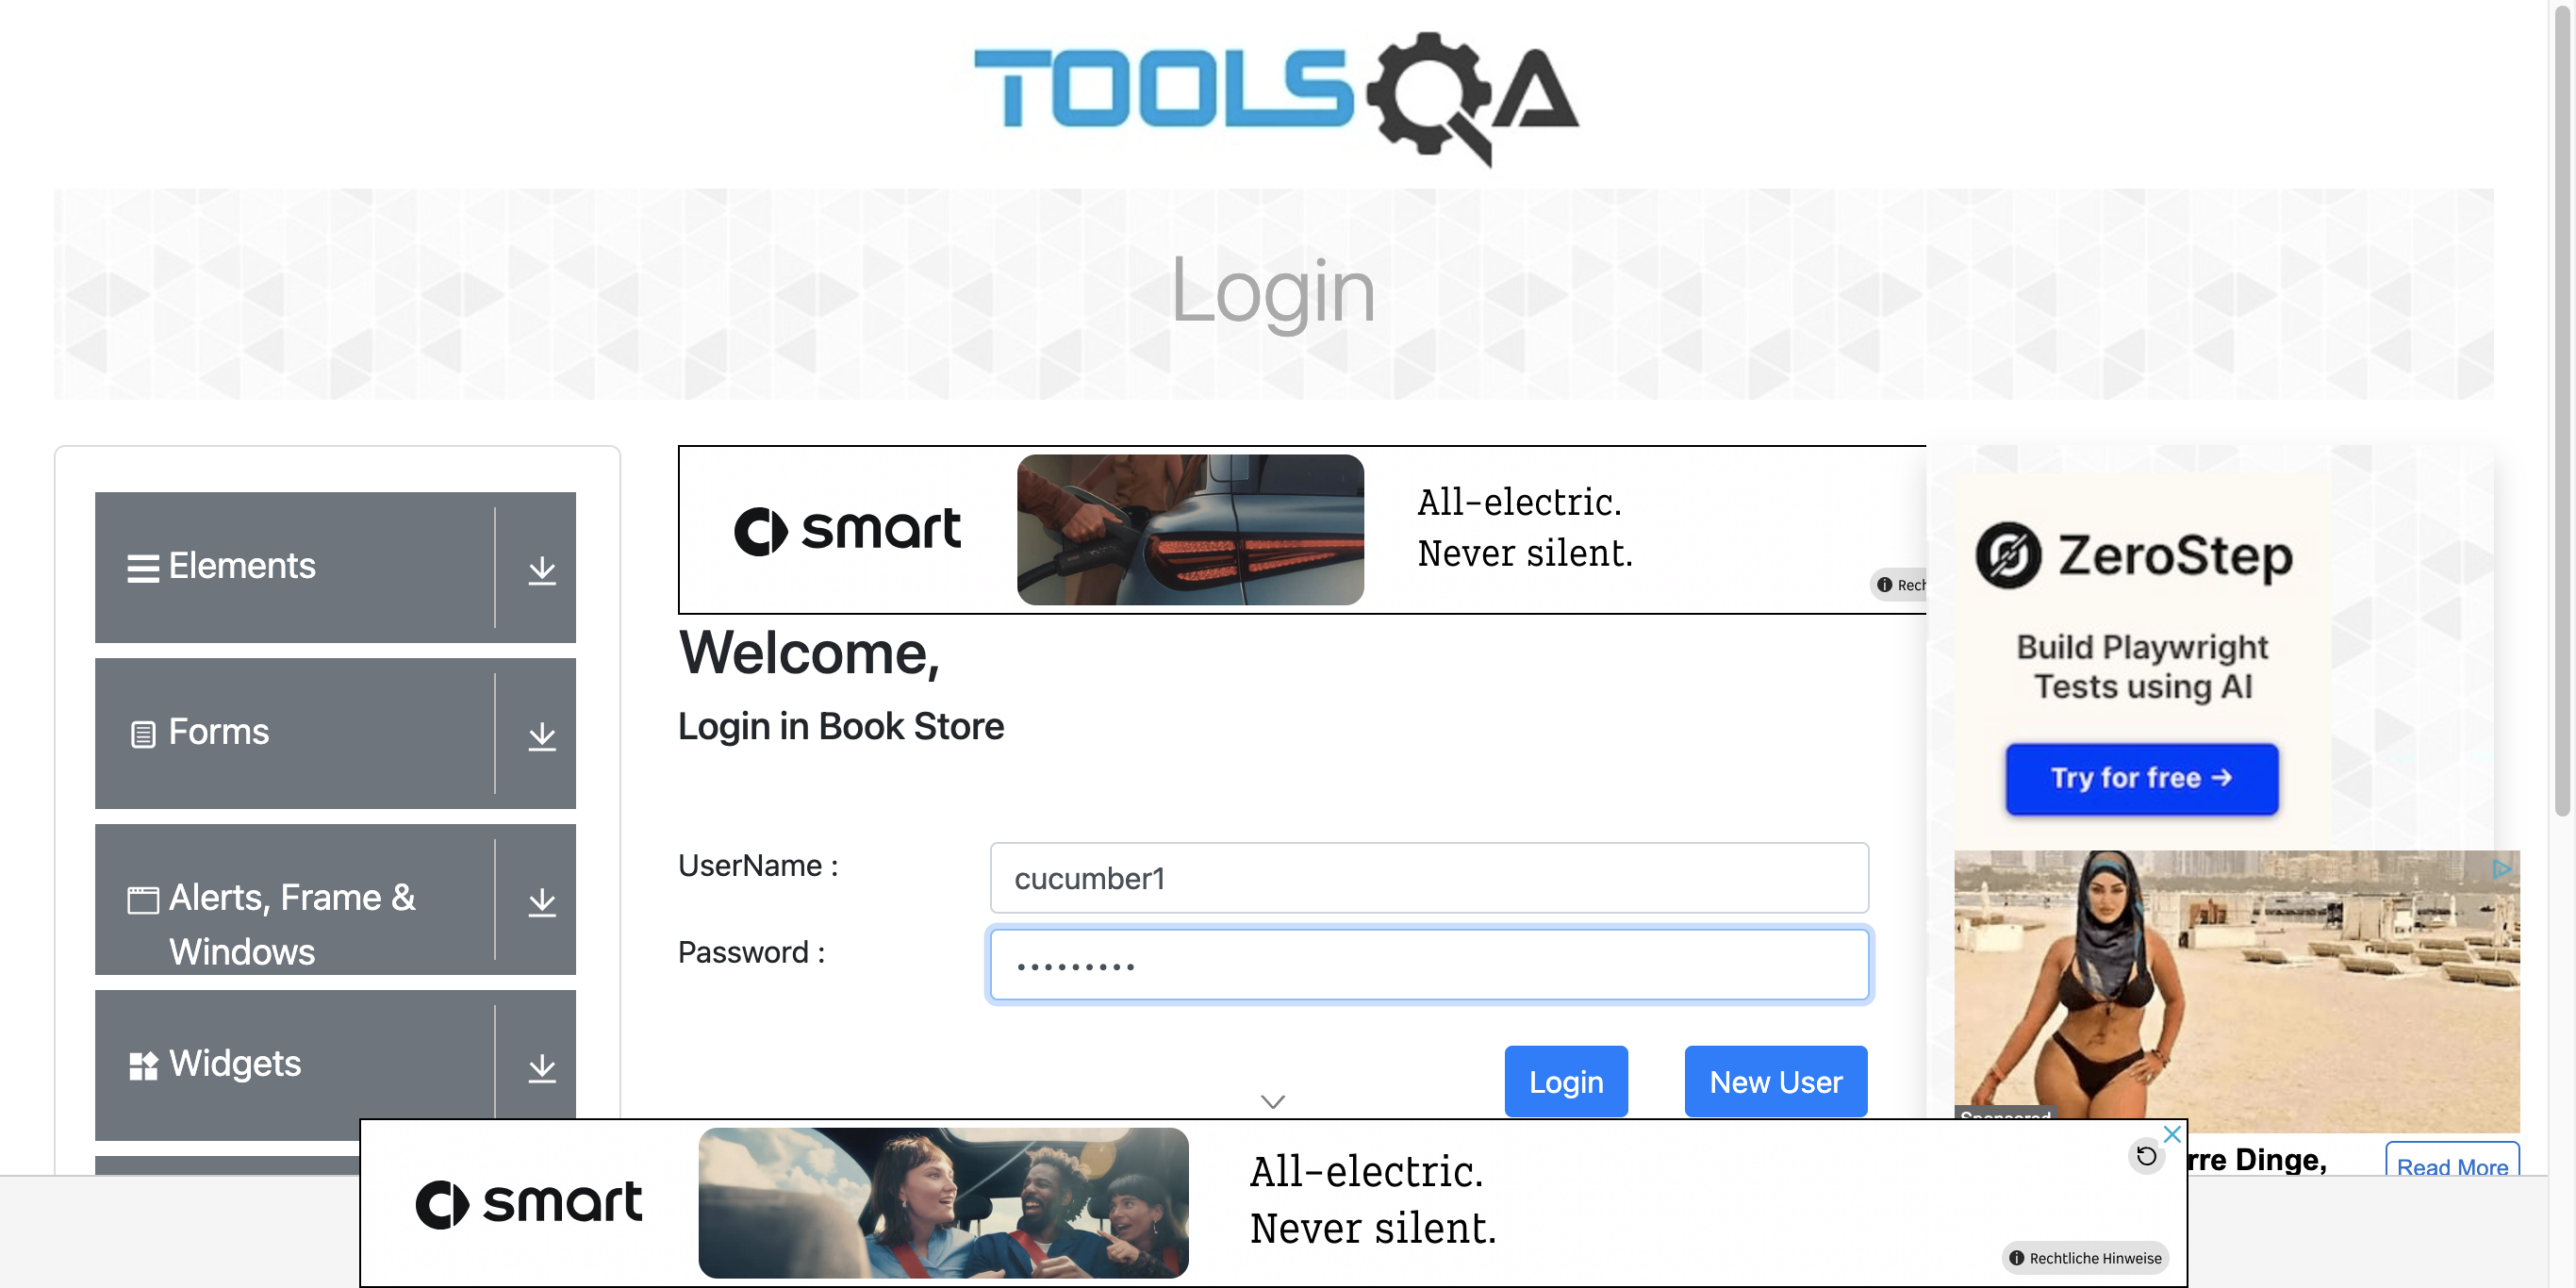 TOOLSQA
Login
Elements
Forms
Alerts, Frame &
Windows
Widgets
smart
All-electric.
Never silent.
Rech
Welcome,
Login in Book Store
UserName :
cucumber1
Password :
•••••••••
Login
New User
ZeroStep
Build Playwright
Tests using AI
Try for free →
Sponsored
rre Dinge,
Read More
smart
All-electric.
Never silent.
Rechtliche Hinweise